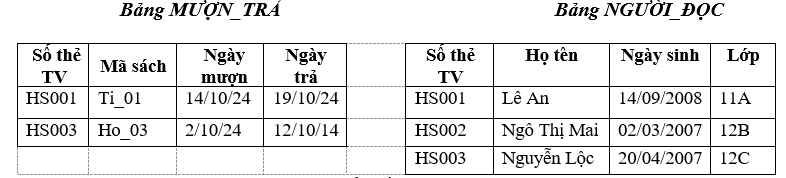 Bảng MƯỢN_TRẢ
Bảng NGƯỜI_ĐỌC
Số thẻ TV Mã sách Ngày mượn Ngày trả
HS001 Ti_01 14/10/24 19/10/24
HS003 Ho_03 2/10/24 12/10/14
Số thẻ TV Họ tên Ngày sinh Lớp
HS001 Lê An 14/09/2008 11A
HS002 Ngô Thị Mai 02/03/2007 12B
HS003 Nguyễn Lộc 20/04/2007 12C